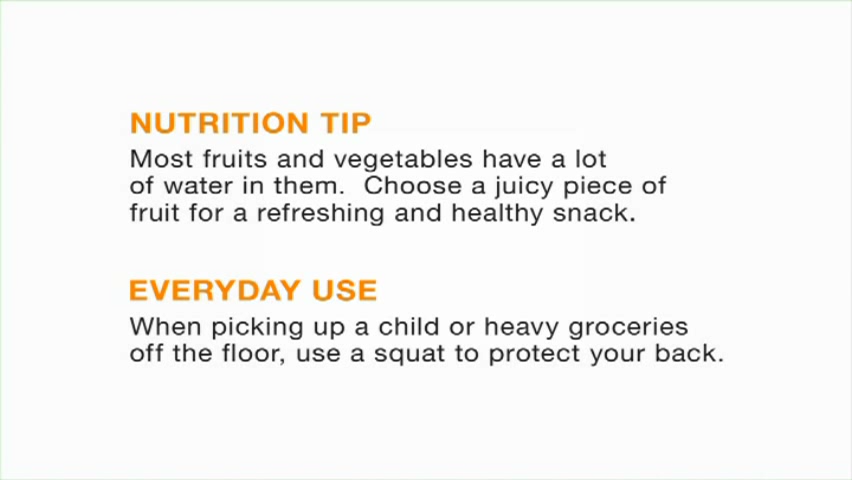 NUTRITION TIP
Most fruits and vegetables have a lot
of water in them.  Choose a juicy piece of
fruit for a refreshing and healthy snack.
EVERYDAY USE
When picking up a child or heavy groceries
off the floor, use a squat to protect your back.